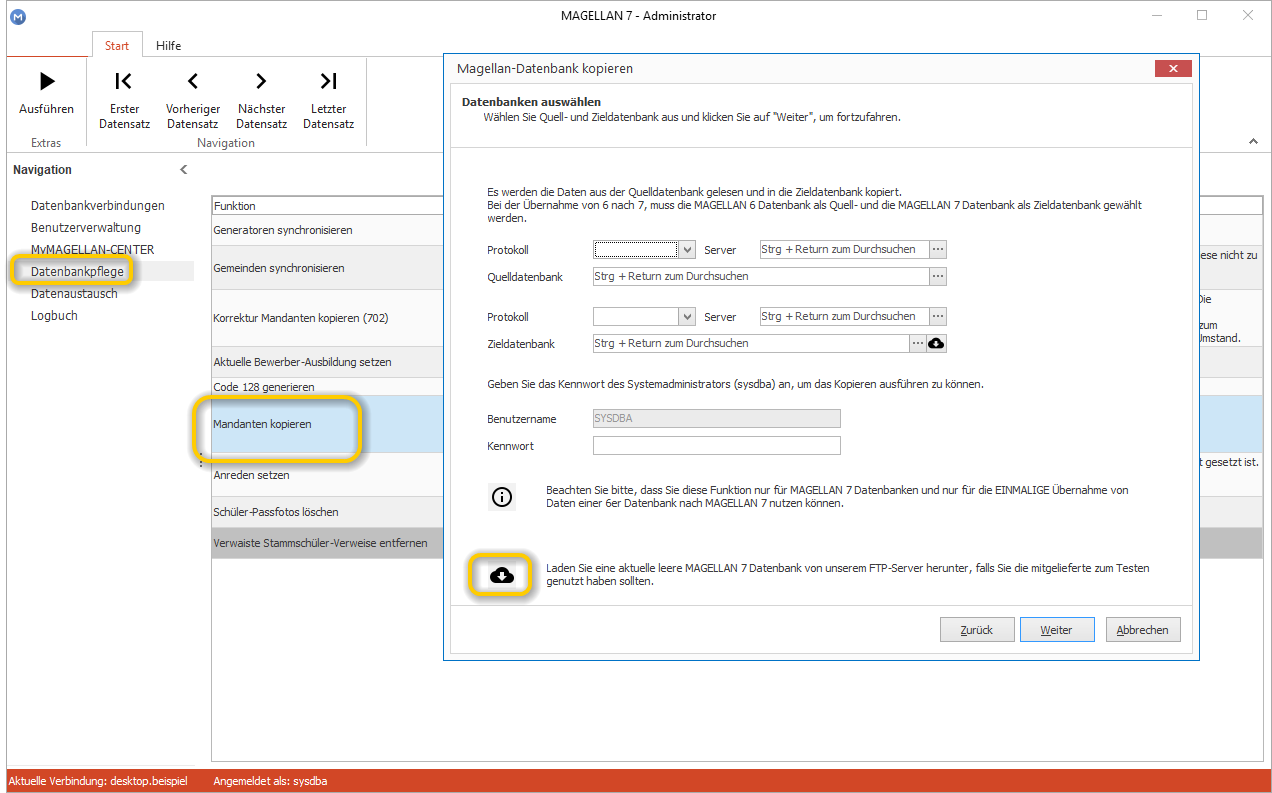 M
MAGELLAN 7 - Administrator
Start
Hilfe
Ausführen
Erster Datensatz
Vorheriger Datensatz
Nächster Datensatz
Letzter Datensatz
Extras
Navigation
Navigation
Datenbankverbindungen
Benutzerverwaltung
MyMAGELLAN-CENTER
Datenbankpflege
Datenaustausch
Logbuch
Funktion
Generatoren synchronisieren
Gemeinden synchronisieren
Korrektur Mandanten kopieren (702)
Aktuelle Bewerber-Ausbildung setzen
Code 128 generieren
Mandanten kopieren
Anreden setzen
Schüler-Passfotos löschen
Verwaiste Stammschüler-Verweise entfernen
Magellan-Datenbank kopieren
Datenbanken auswählen
Wählen Sie Quell- und Zieldatenbank aus und klicken Sie auf "Weiter", um fortzufahren.
Es werden die Daten aus der Quelldatenbank gelesen und in die Zieldatenbank kopiert.
Bei der Übernahme von 6 nach 7, muss die MAGELLAN 6 Datenbank als Quell- und die MAGELLAN 7 Datenbank als Zieldatenbank gewählt
werden.
Protokoll
Server
Strg +Return zum Durchsuchen
Quelldatenbank
Strg +Return zum Durchsuchen
Protokoll
Server
Strg +Return zum Durchsuchen
Zieldatenbank
Strg +Return zum Durchsuchen
Geben Sie das Kennwort des Systemadministrators (sysdba) an, um das Kopieren ausführen zu können.
Benutzername
SYSDBA
Kennwort
Beachten Sie bitte, dass Sie diese Funktion nur für MAGELLAN 7 Datenbanken und nur für die EINMALIGE Übernahme von
Daten einer 6er Datenbank nach MAGELLAN 7 nutzen können.
Laden Sie eine aktuelle leere MAGELLAN 7 Datenbank von unserem FTP-Server herunter, falls Sie die mitgelieferte zum Testen
genutzt haben sollten.
Zurück
Weiter
Abbrechen
ese nicht zu
Die
zum
Umstand.
t gesetzt ist.
Aktuelle Verbindung: desktop.beispiel
Angemeldet als: sysdba